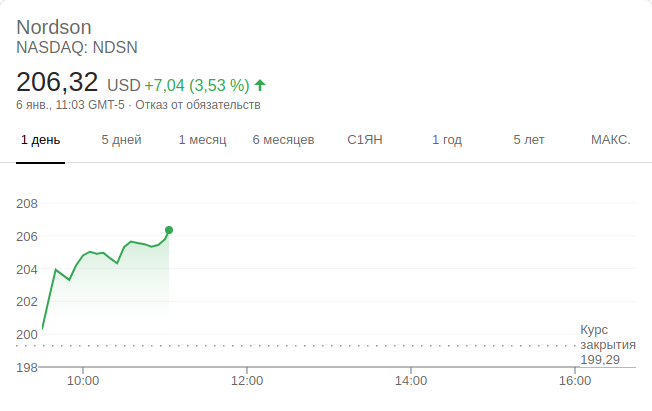 Nordson
NASDAQ: NDSN
206,32 USD +7,04 (3,53 %)
6 янв., 11:03 GMT-5 · Отказ от обязательств
1 день 5 дней 1 месяц 6 месяцев С1ЯН 1 год 5 лет МАКС.
208
206
204
202
200
198
Курс
закрытия
199,29
10:00 12:00 14:00 16:00